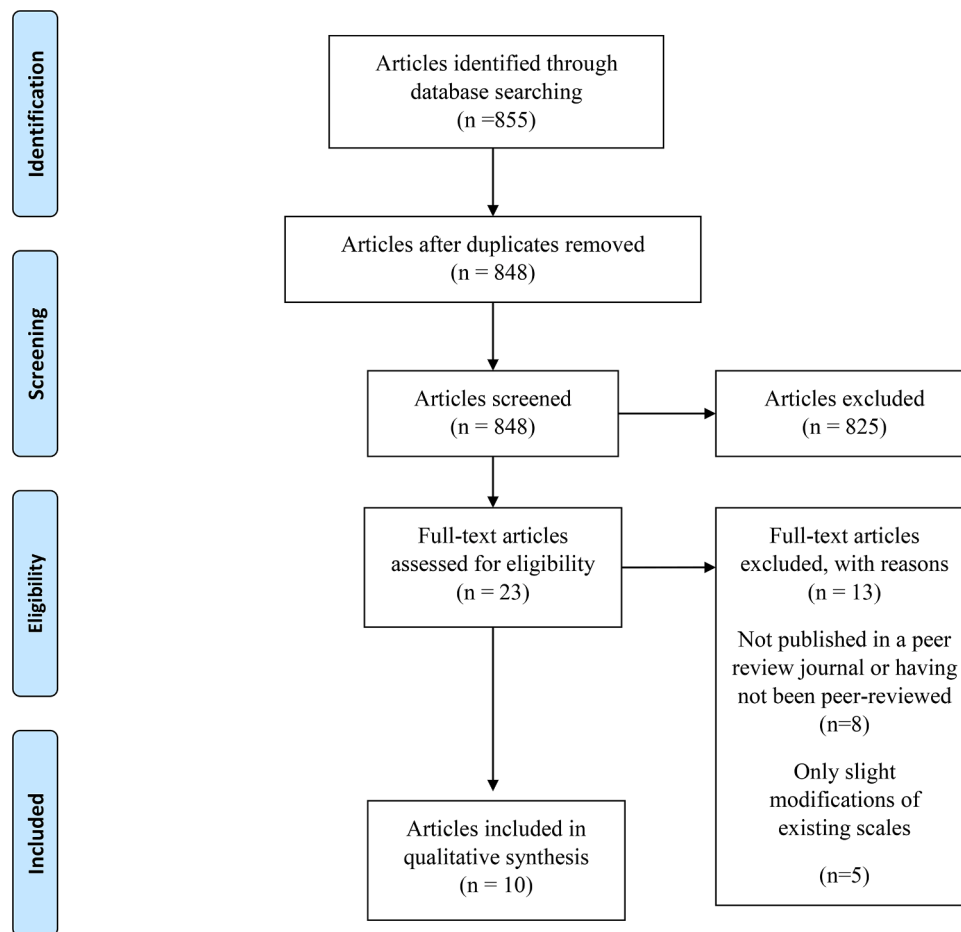 Identification
Articles identified through
database searching
(n =855)
Articles after duplicates removed
(n = 848)
Screening
Articles screened
(n = 848)
Articles excluded
(n = 825)
Eligibility
Full-text articles
assessed for eligibility
(n = 23)
Full-text articles
excluded, with reasons
(n = 13)
Not published in a peer
review journal or having
not been peer-reviewed
(n=8)
Only slight
modifications of
existing scales
(n=5)
Included
Articles included in
qualitative synthesis
(n = 10)